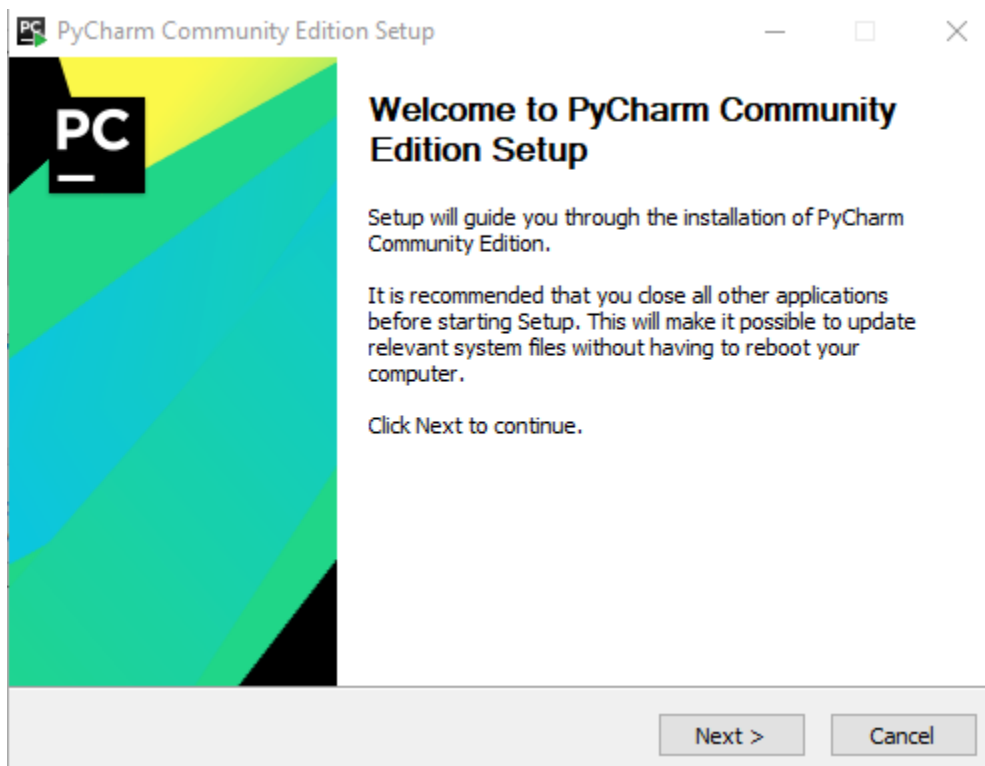 PC PyCharm Community Edition Setup
PC
Welcome to PyCharm Community
Edition Setup
Setup will guide you through the installation of PyCharm
Community Edition.
It is recommended that you close all other applications
before starting Setup. This will make it possible to update
relevant system files without having to reboot your
computer.
Click Next to continue.
Next >
Cancel